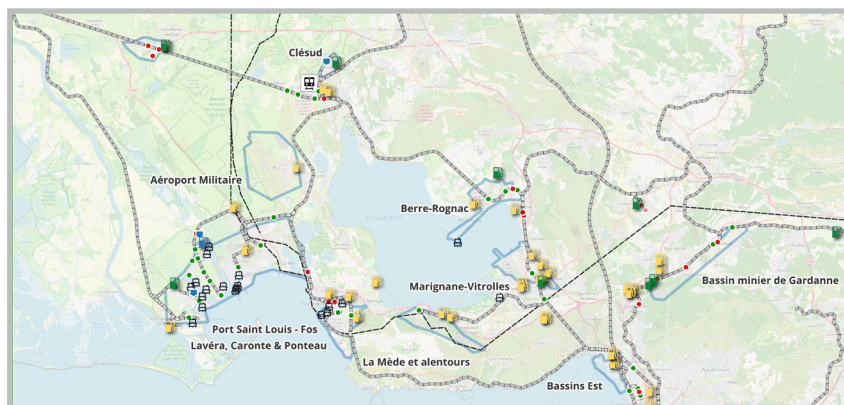 Clésud
Aéroport Militaire
Berre-Rognac
Marignane-Vitrolles
Bassin minier de Gardanne
Port Saint Louis - Fos
Lavéra, Caronte & Ponteau
La Mède et alentours
Bassins Est